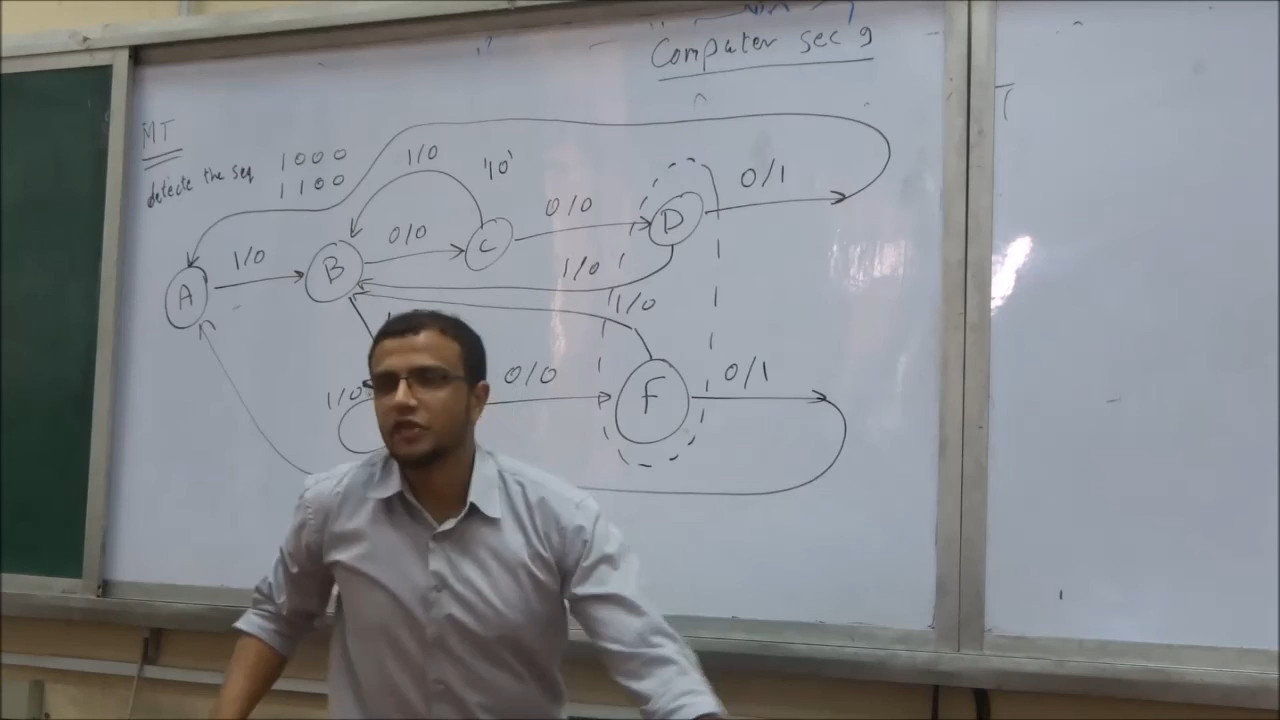 Computer sec 9
MT
detecte the seq 1000
1100
1/0
'10'
0/1
0/0
D
0/0
C
1/0
B
A
1/0
1/0
0/0
0/1
1/0
F